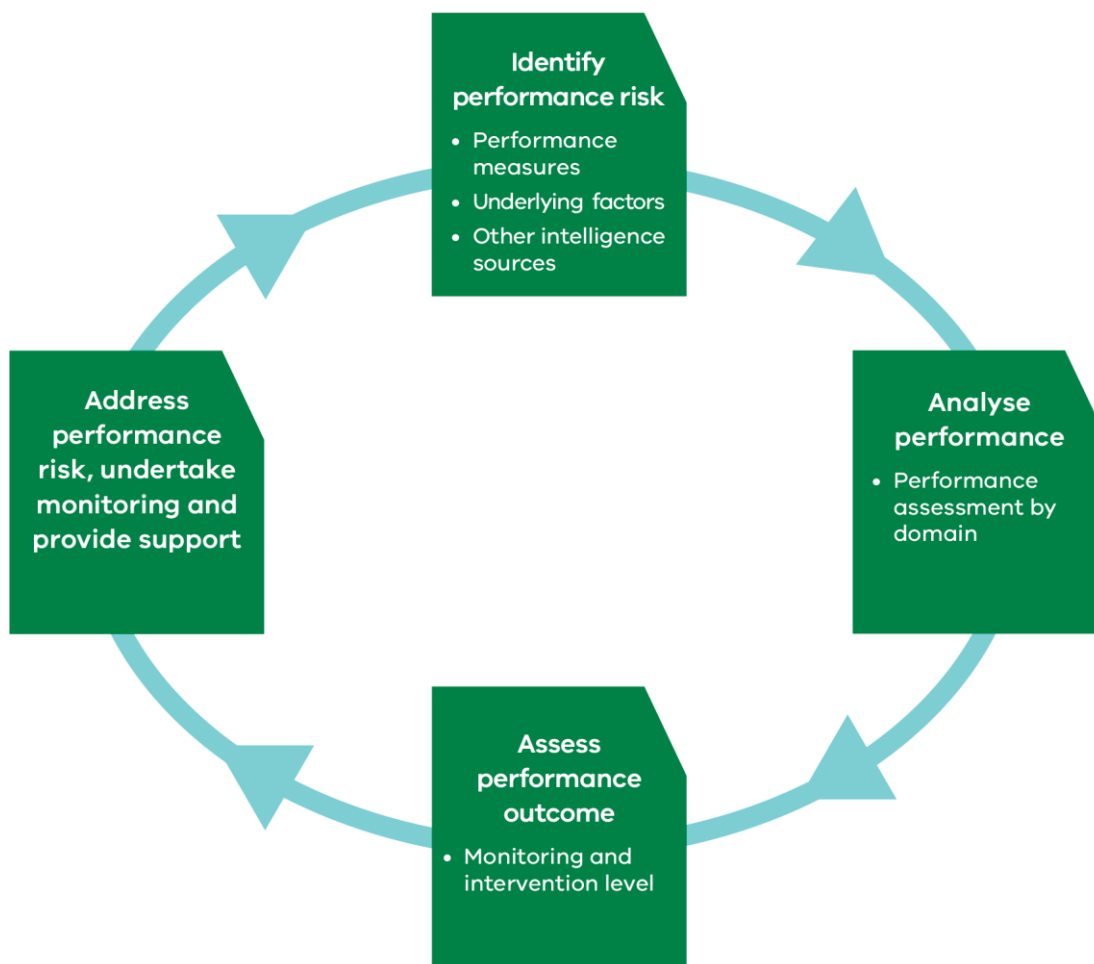 Identify
performance risk
• Performance
measures
• Underlying factors
• Other intelligence
sources
Analyse
performance
• Performance
assessment by
domain
Assess
performance
outcome
• Monitoring and
intervention level
Address
performance
risk, undertake
monitoring and
provide support